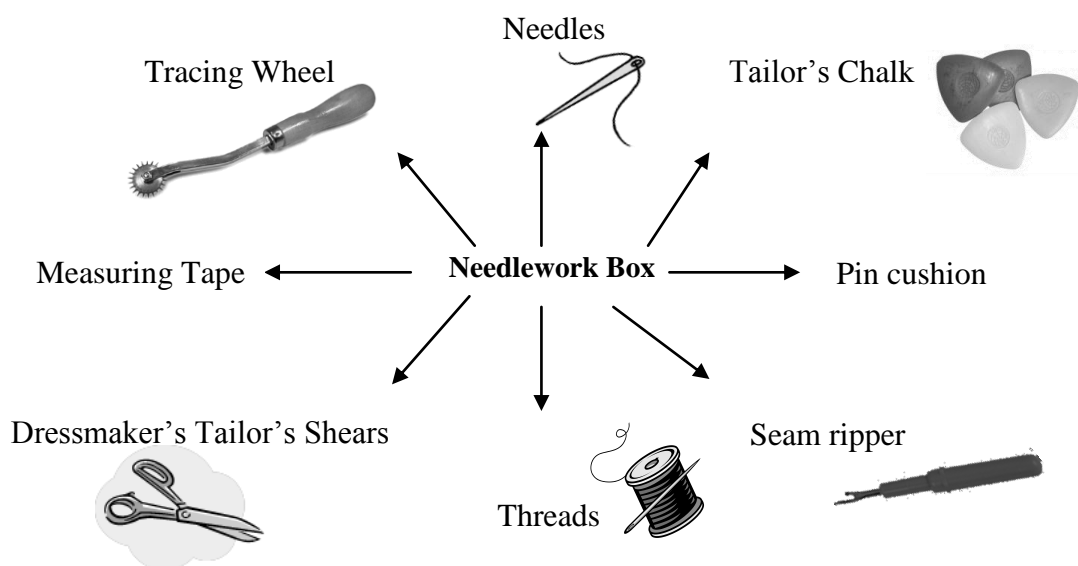 Needles
Tracing Wheel
Tailor's Chalk
Measuring Tape
Needlework Box
Pin cushion
Dressmaker's Tailor's Shears
Seam ripper
Threads